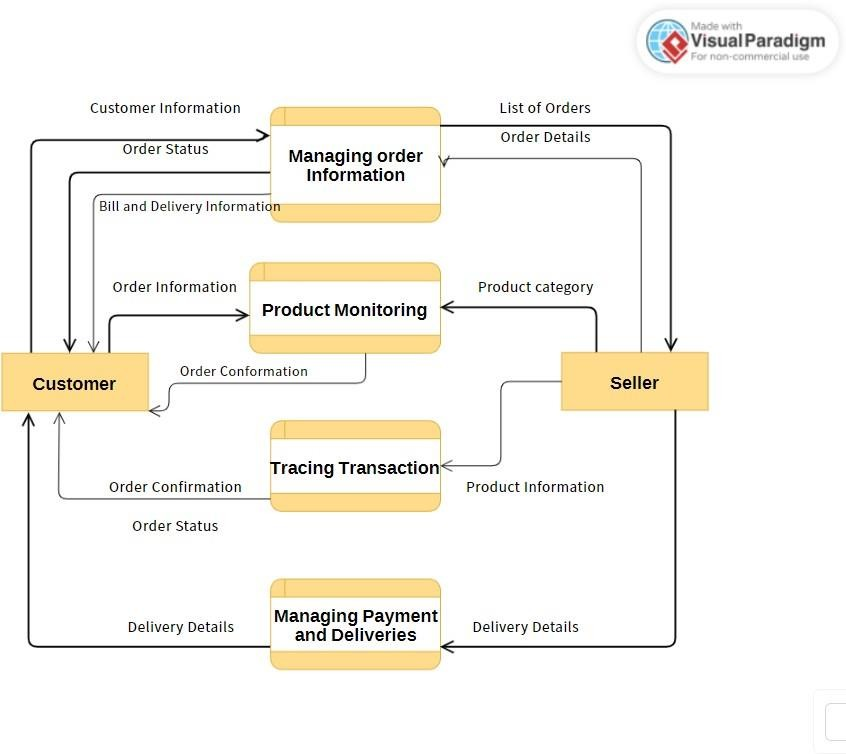 Made with
Visual Paradigm
For non-commercial use
Customer Information
List of Orders
Order Status
Order Details
Managing order
Information
Bill and Delivery Information
Order Information
Product category
Product Monitoring
Order Conformation
Customer
Seller
Tracing Transaction
Order Confirmation
Product Information
Order Status
Managing Payment
and Deliveries
Delivery Details
Delivery Details